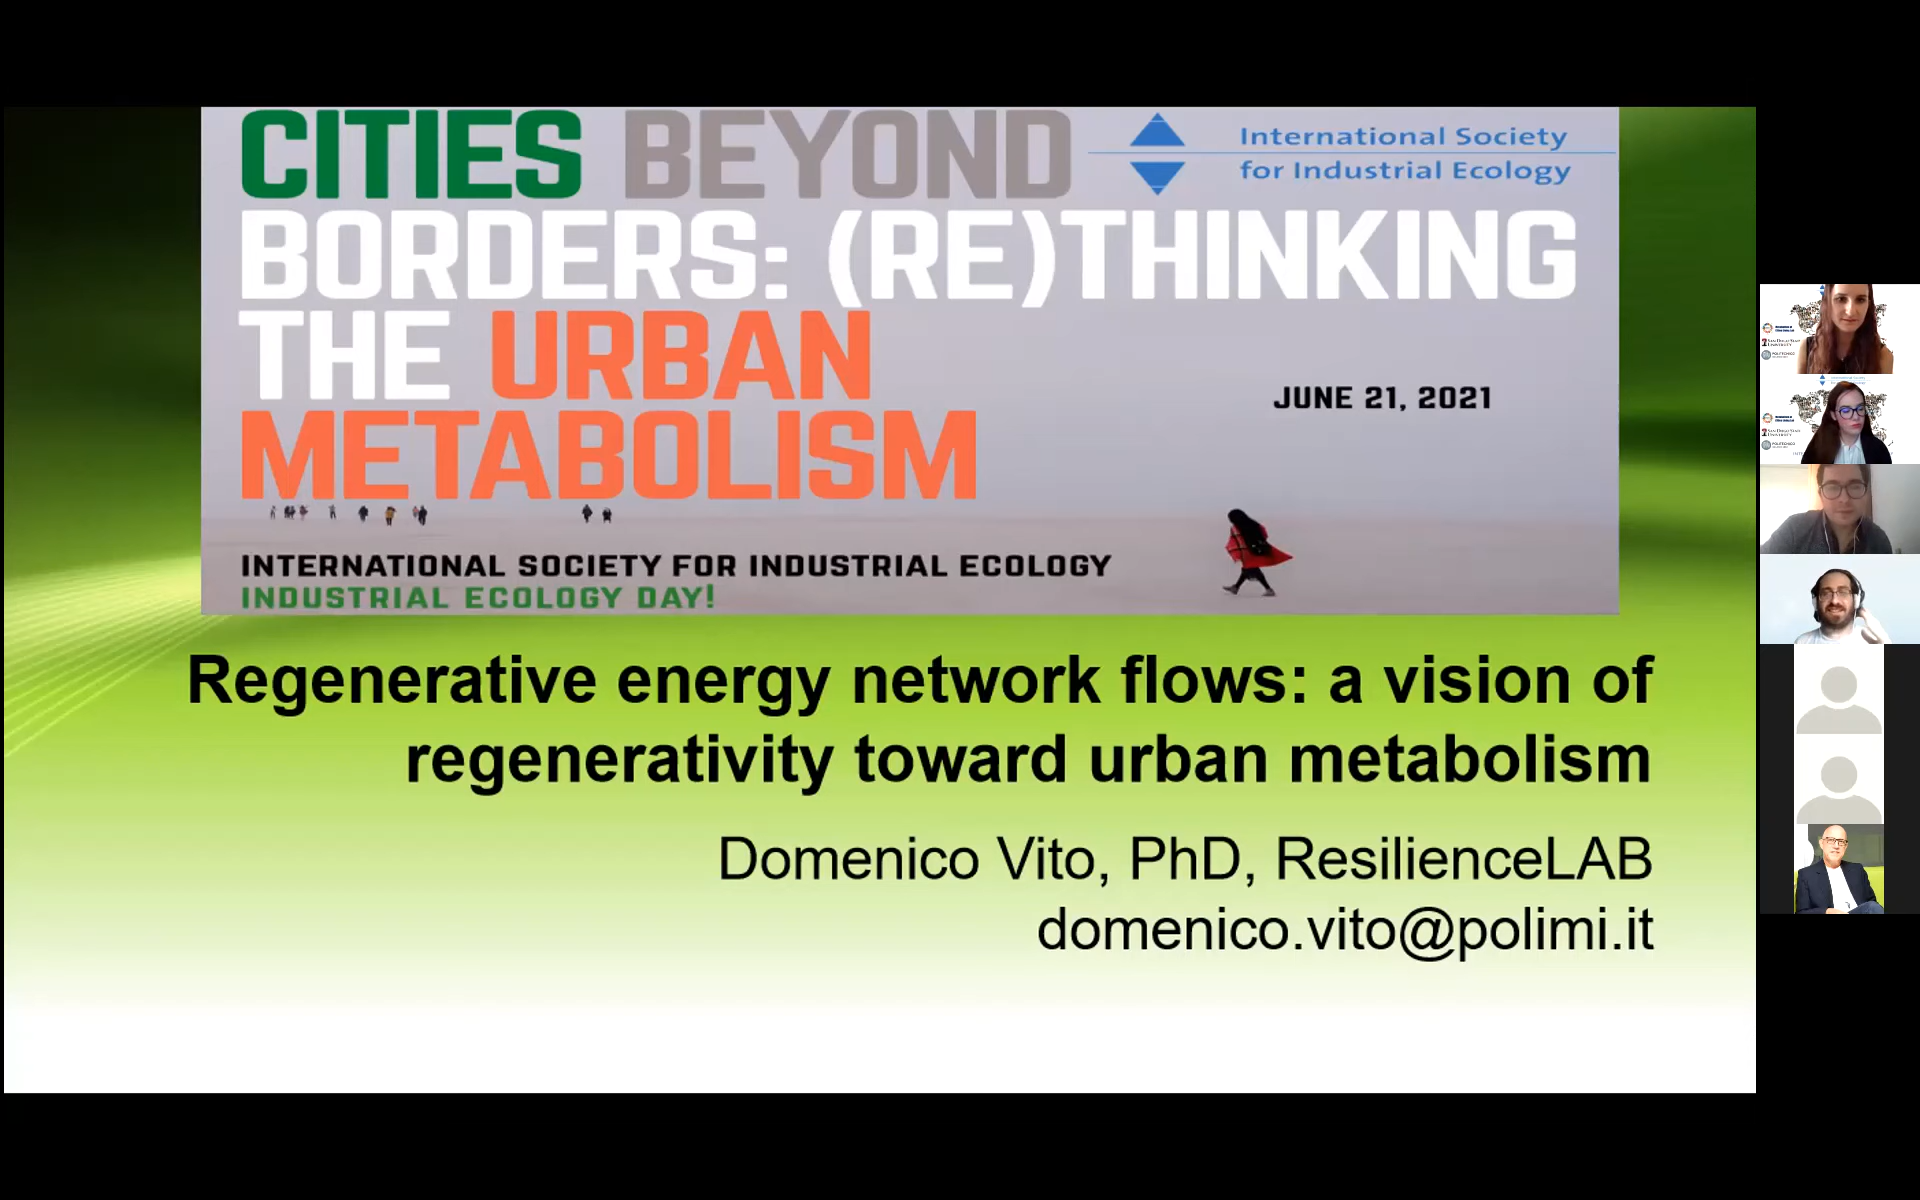 CITIES BEYOND
BORDERS: (RE)THINKING
THE URBAN
METABOLISM
International Society
for Industrial Ecology
JUNE 21, 2021
INTERNATIONAL SOCIETY FOR INDUSTRIAL ECOLOGY
INDUSTRIAL ECOLOGY DAY!
Regenerative energy network flows: a vision of
regenerativity toward urban metabolism
Domenico Vito, PhD, ResilienceLAB
domenico.vito@polimi.it